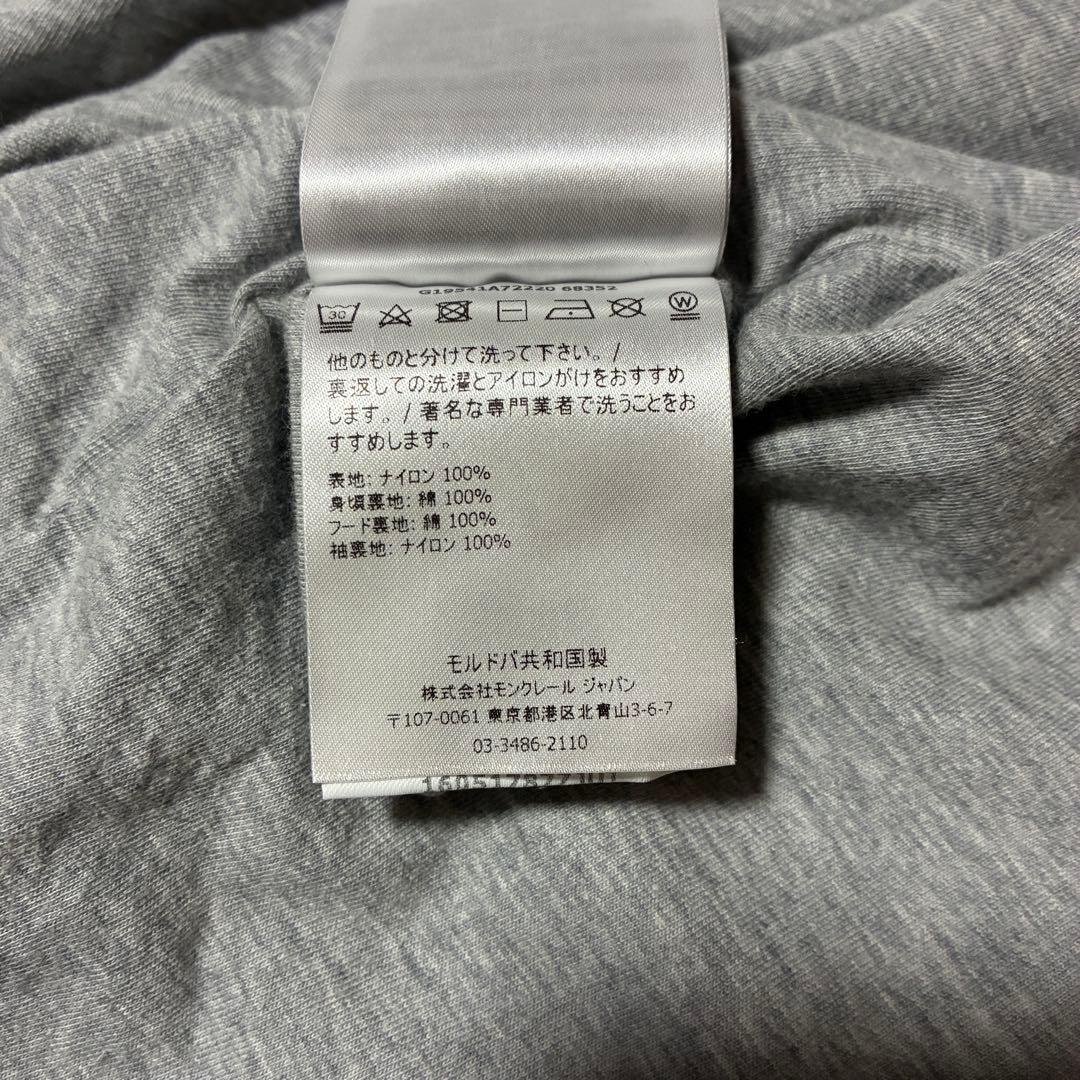 G19541A72220 68352
30 W
他のものと分けて洗って下さい。/
裏返しての洗濯とアイロンがけをおすすめ
します。/ 著名な専門業者で洗うことをお
すすめします。
表地: ナイロン 100%
身頃裏地: 綿 100%
フード裏地: 綿 100%
袖裏地: ナイロン 100%
モルドバ共和国製
株式会社モンクレール ジャパン
〒107-0061 東京都港区北青山3-6-7
03-3486-2110